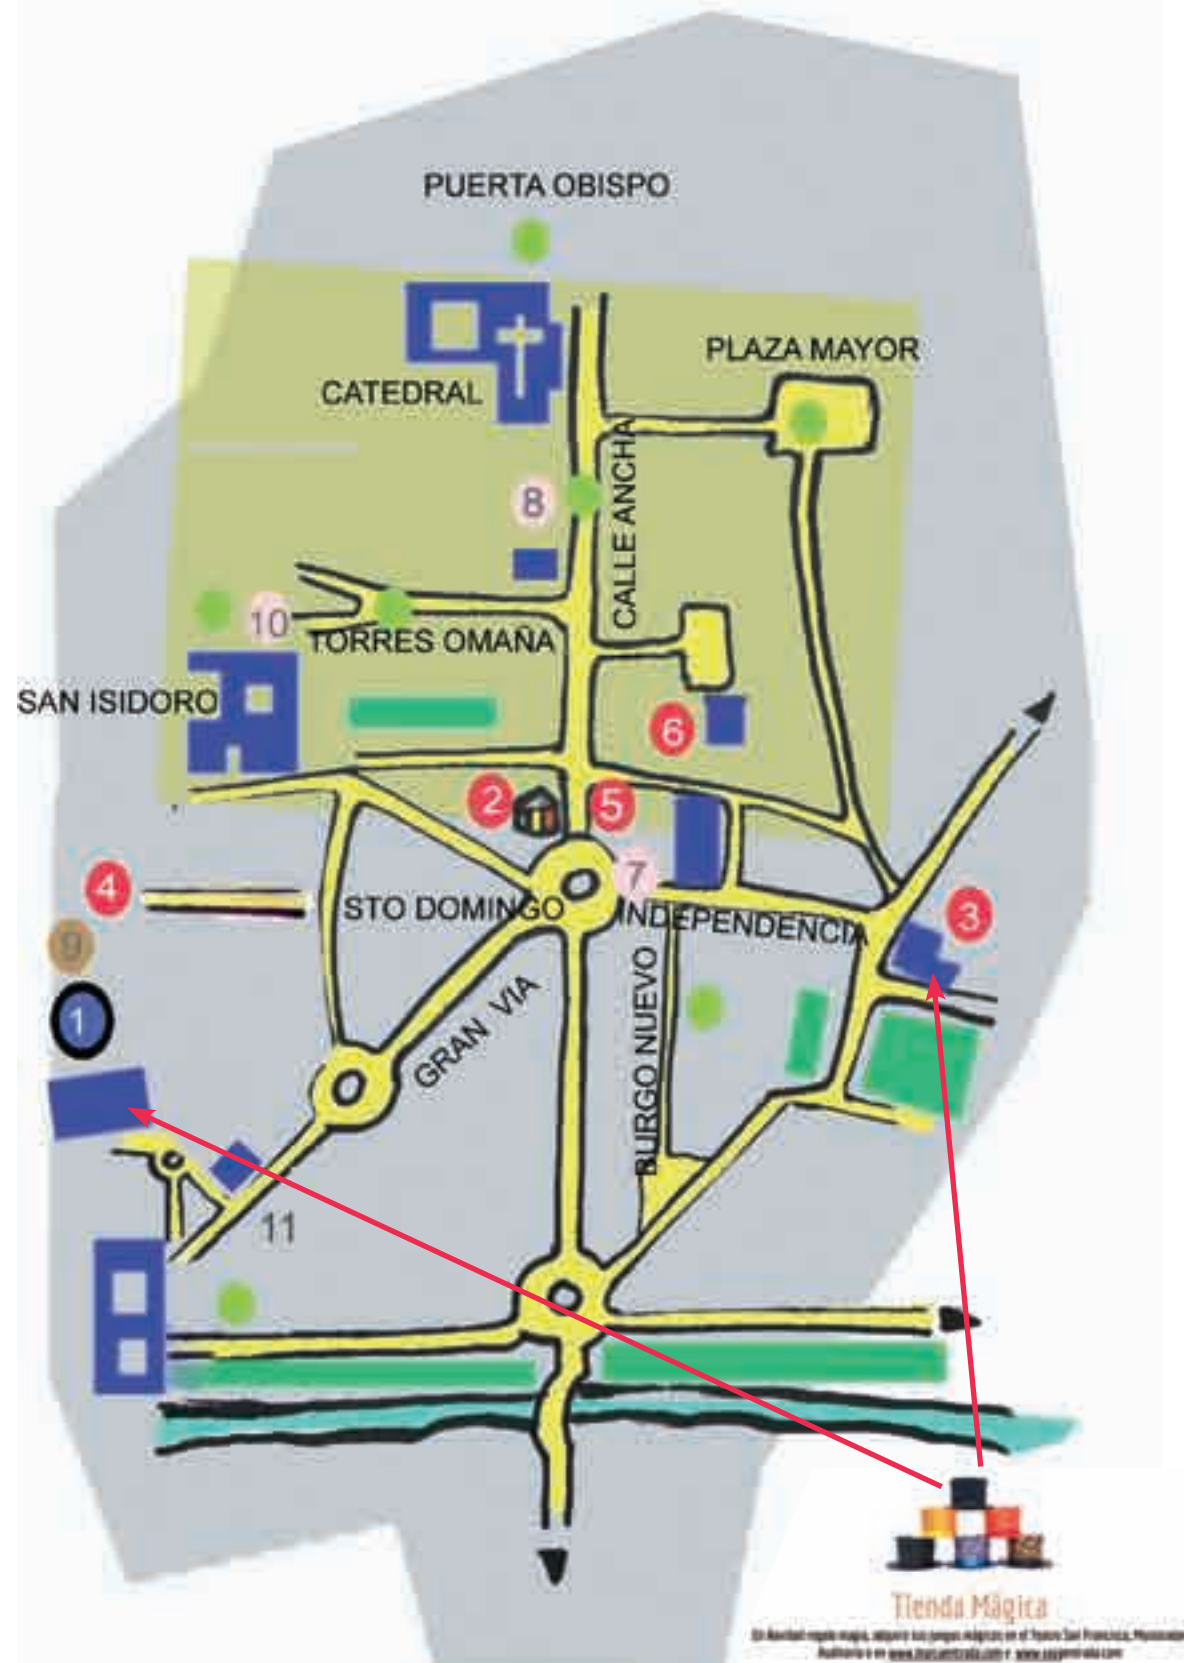 PUERTA OBISPO
PLAZA MAYOR
CATEDRAL
CALLE ANCHA
8
10
TORRES OMAÑA
SAN ISIDORO
6
2
5
7
4
STO DOMINGO
INDEPENDENCIA
3
9
1
GRAN VIA
BURGO NUEVO
11
Tienda Mágica